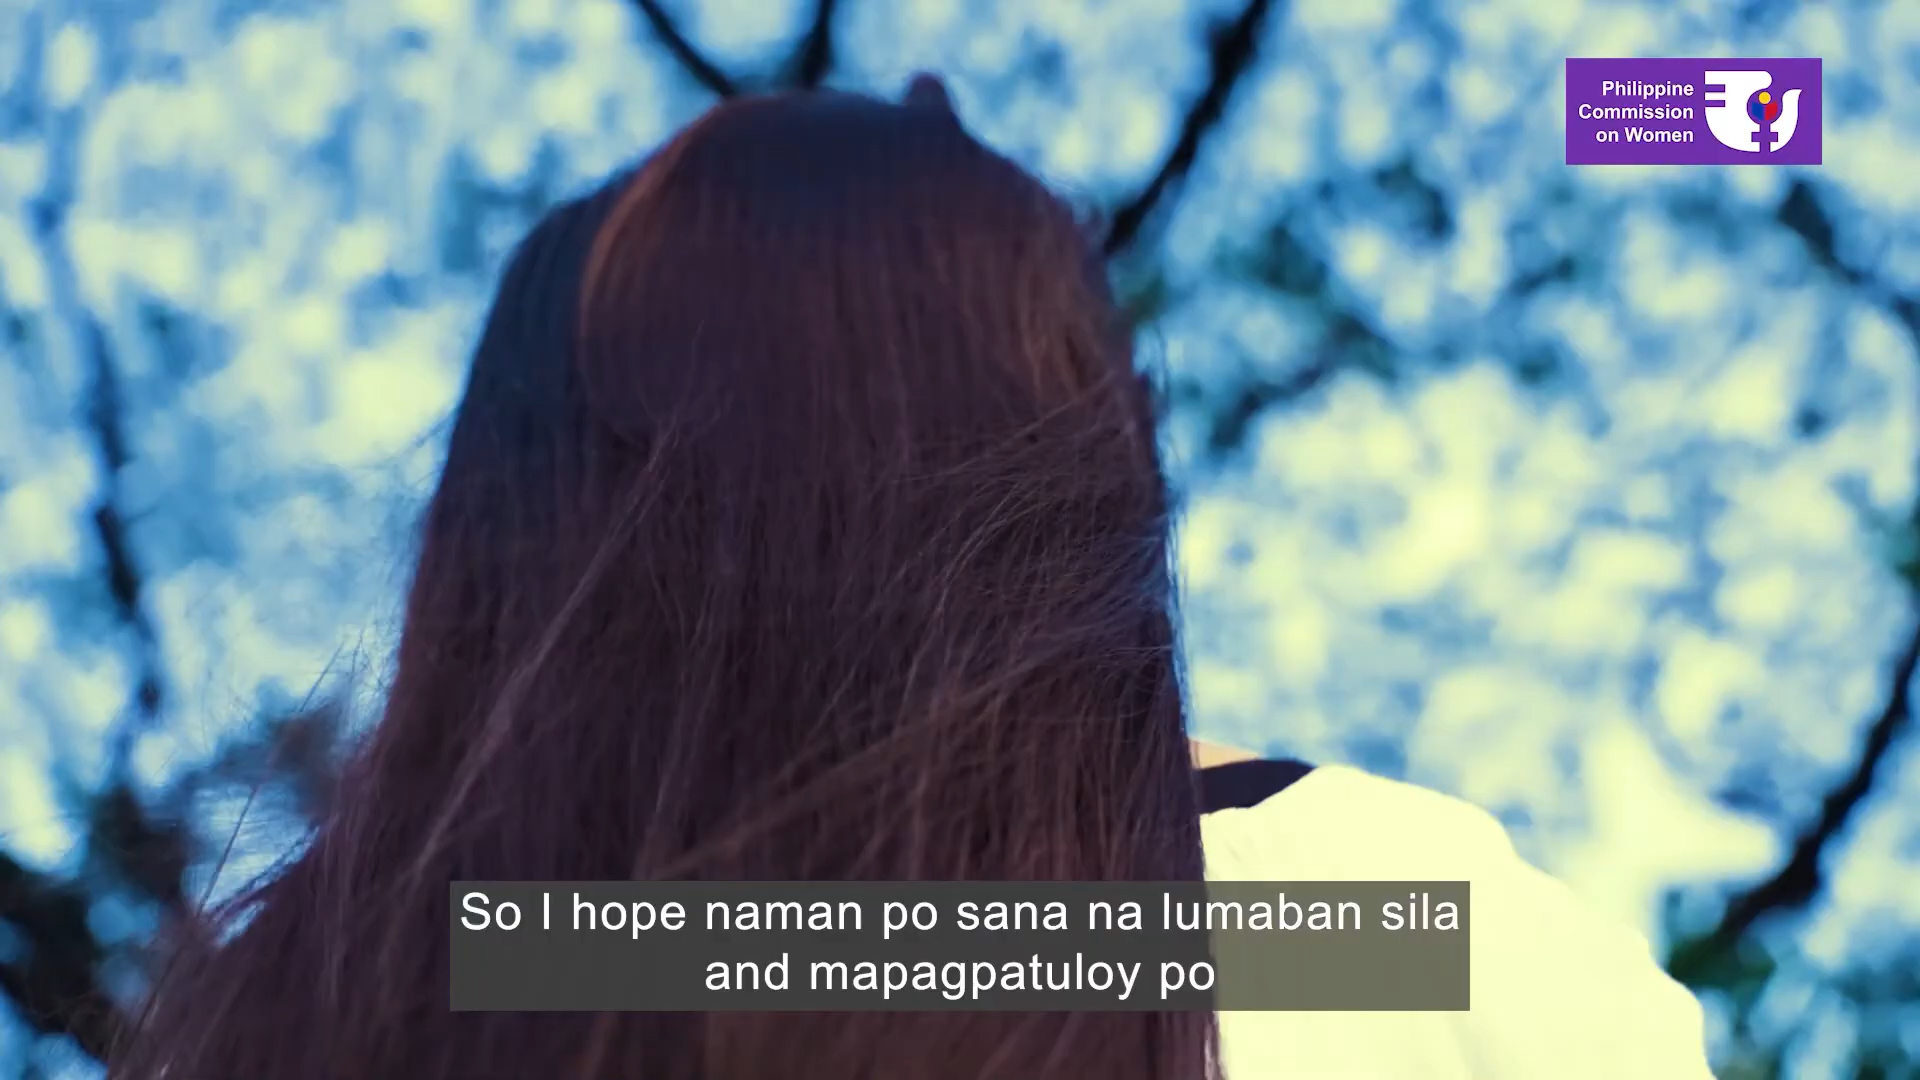 Philippine
Commission
on Women
So I hope naman po sana na lumaban sila
and mapagpatuloy po